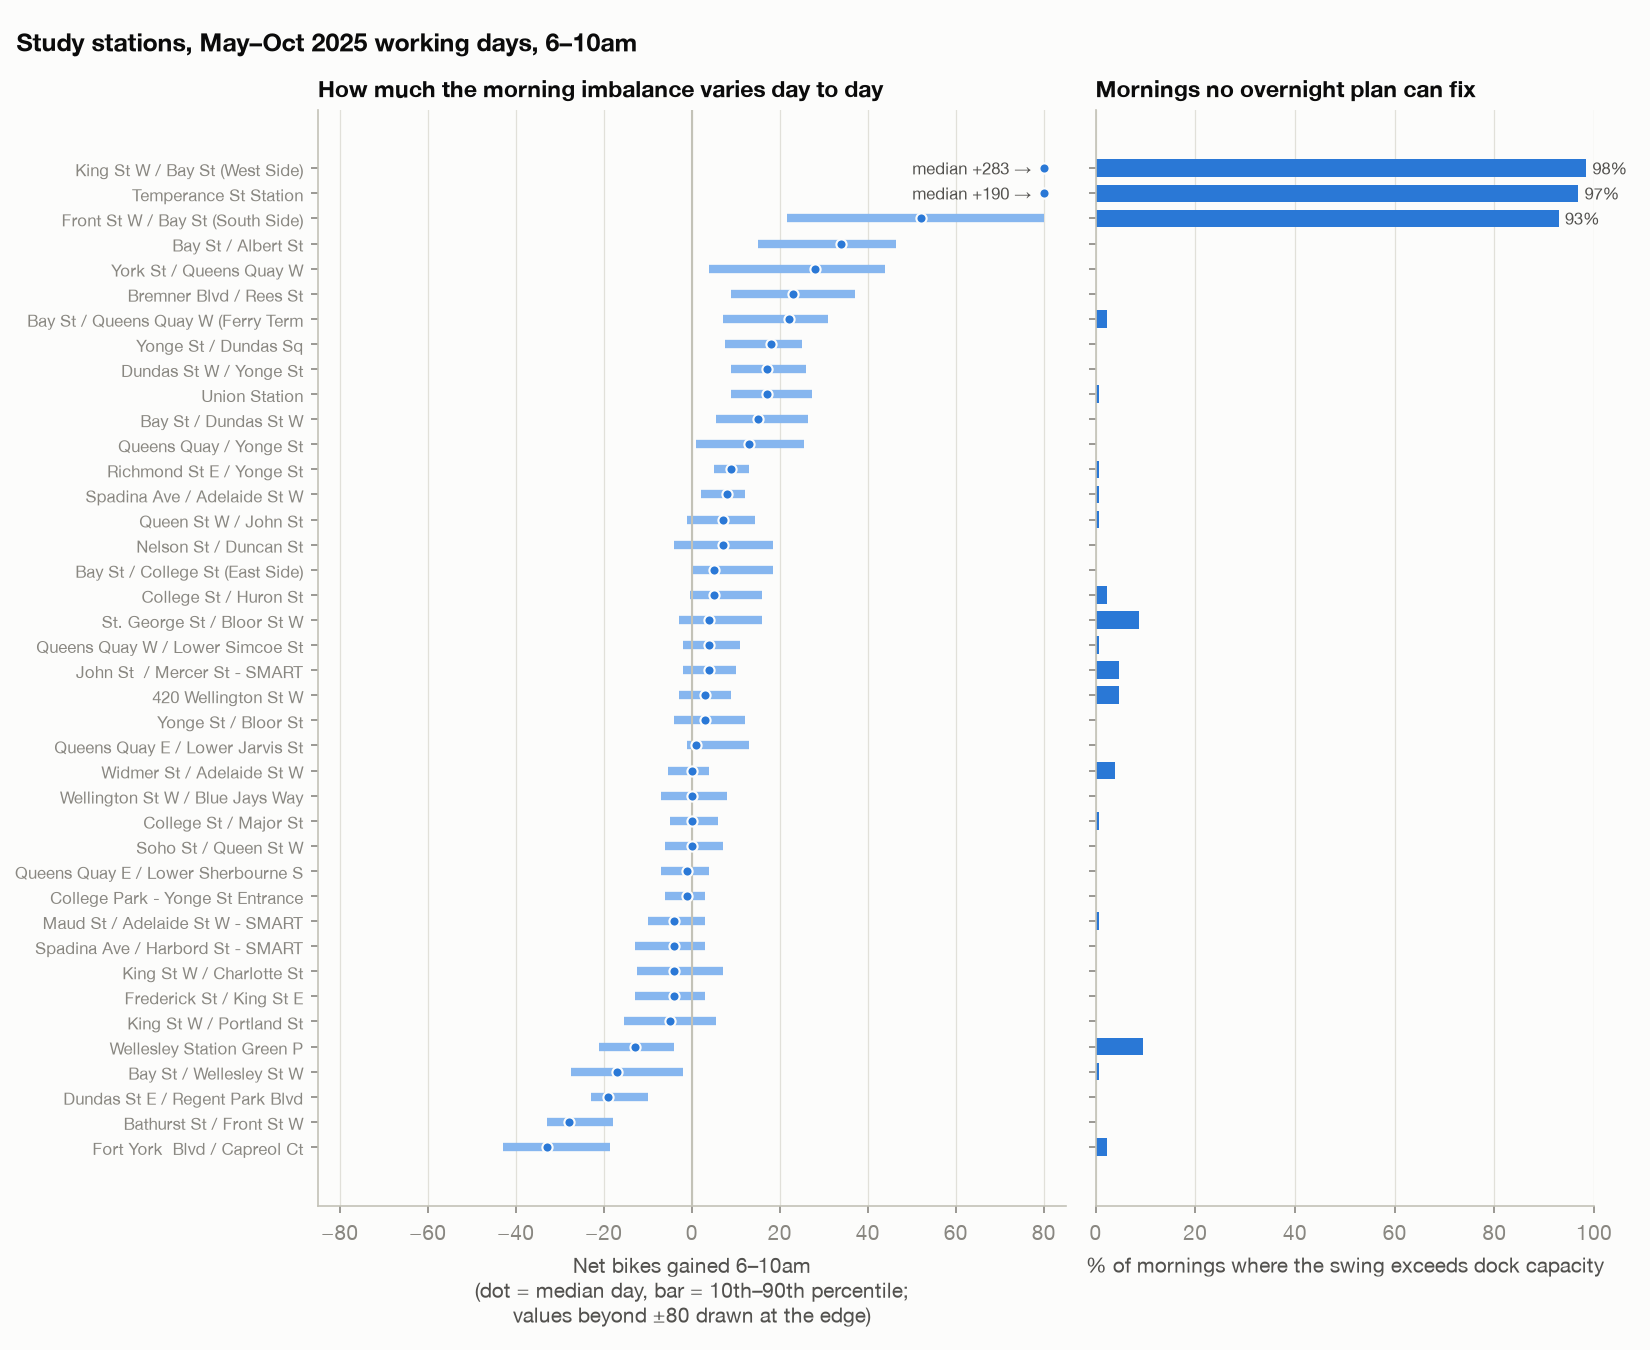 Study stations, May–Oct 2025 working days, 6–10am
How much the morning imbalance varies day to day
Mornings no overnight plan can fix
King St W / Bay St (West Side)
median +283 →
98%
Temperance St Station
median +190 →
97%
Front St W / Bay St (South Side)
93%
Bay St / Albert St
York St / Queens Quay W
Bremner Blvd / Rees St
Bay St / Queens Quay W (Ferry Term
Yonge St / Dundas Sq
Dundas St W / Yonge St
Union Station
Bay St / Dundas St W
Queens Quay / Yonge St
Richmond St E / Yonge St
Spadina Ave / Adelaide St W
Queen St W / John St
Nelson St / Duncan St
Bay St / College St (East Side)
College St / Huron St
St. George St / Bloor St W
Queens Quay W / Lower Simcoe St
John St  / Mercer St - SMART
420 Wellington St W
Yonge St / Bloor St
Queens Quay E / Lower Jarvis St
Widmer St / Adelaide St W
Wellington St W / Blue Jays Way
College St / Major St
Soho St / Queen St W
Queens Quay E / Lower Sherbourne S
College Park - Yonge St Entrance
Maud St / Adelaide St W - SMART
Spadina Ave / Harbord St - SMART
King St W / Charlotte St
Frederick St / King St E
King St W / Portland St
Wellesley Station Green P
Bay St / Wellesley St W
Dundas St E / Regent Park Blvd
Bathurst St / Front St W
Fort York  Blvd / Capreol Ct
−80 −60 −40 −20 0 20 40 60 80
0 20 40 60 80 100
Net bikes gained 6–10am
(dot = median day, bar = 10th–90th percentile;
values beyond ±80 drawn at the edge)
% of mornings where the swing exceeds dock capacity